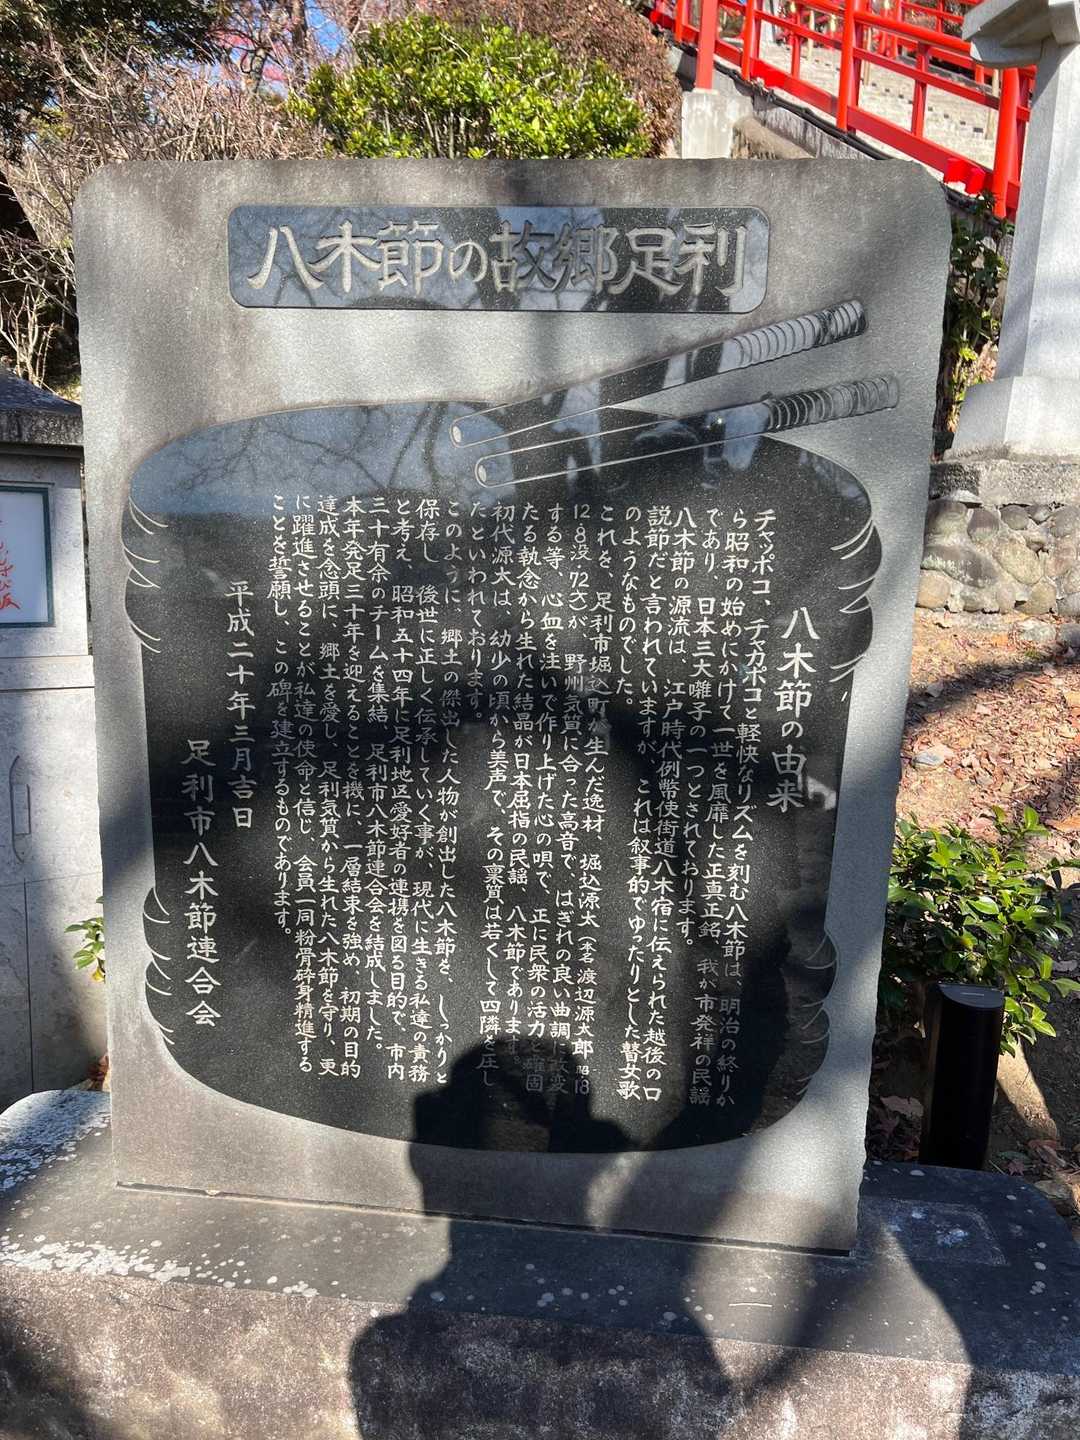 八木節の故郷足利
八木節の由来
チャッポコ、チャカポコと軽快なリズムを刻む八木節は、明治の終りか
ら昭和の始めにかけて一世を風靡した正真正銘、我が市発祥の民謡
であり、日本三大囃子の一つとされております。
八木節の源流は、江戸時代例幣使街道八木宿に伝えられた越後の口
説節だと言われていますが、これは叙事的でゆったりとした瞽女歌
のようなものでした。
これを、足利市堀込町が生んだ逸材、堀込源太（本名渡辺源太郎・昭・18
・12・8没・72才）が、野州気質に合った高音で、はぎれの良い曲調に改変
する等、心血を注いで作り上げた心の唄で、正に民衆の活力と確固
たる執念から生れた結晶が日本屈指の民謡、八木節であります。
初代源太は、幼少の頃から美声で、その稟質は若くして四隣を圧し
たといわれております。
このように、郷土の傑出した人物が創出した八木節を、しっかりと
保存し、後世に正しく伝承していく事が、現代に生きる私達の責務
と考え、昭和五十四年に足利地区愛好者の連携を図る目的で、市内
三十有余のチームを集結、足利市八木節連合会を結成しました。
本年発足三十年を迎えることを機に、一層結束を強め、初期の目的
達成を念頭に、郷土を愛し、足利気質から生れた八木節を守り、更
に躍進させることが私達の使命と信じ、会員一同粉骨砕身精進する
ことを誓願し、この碑を建立するものであります。
平成二十年三月吉日
足利市八木節連合会